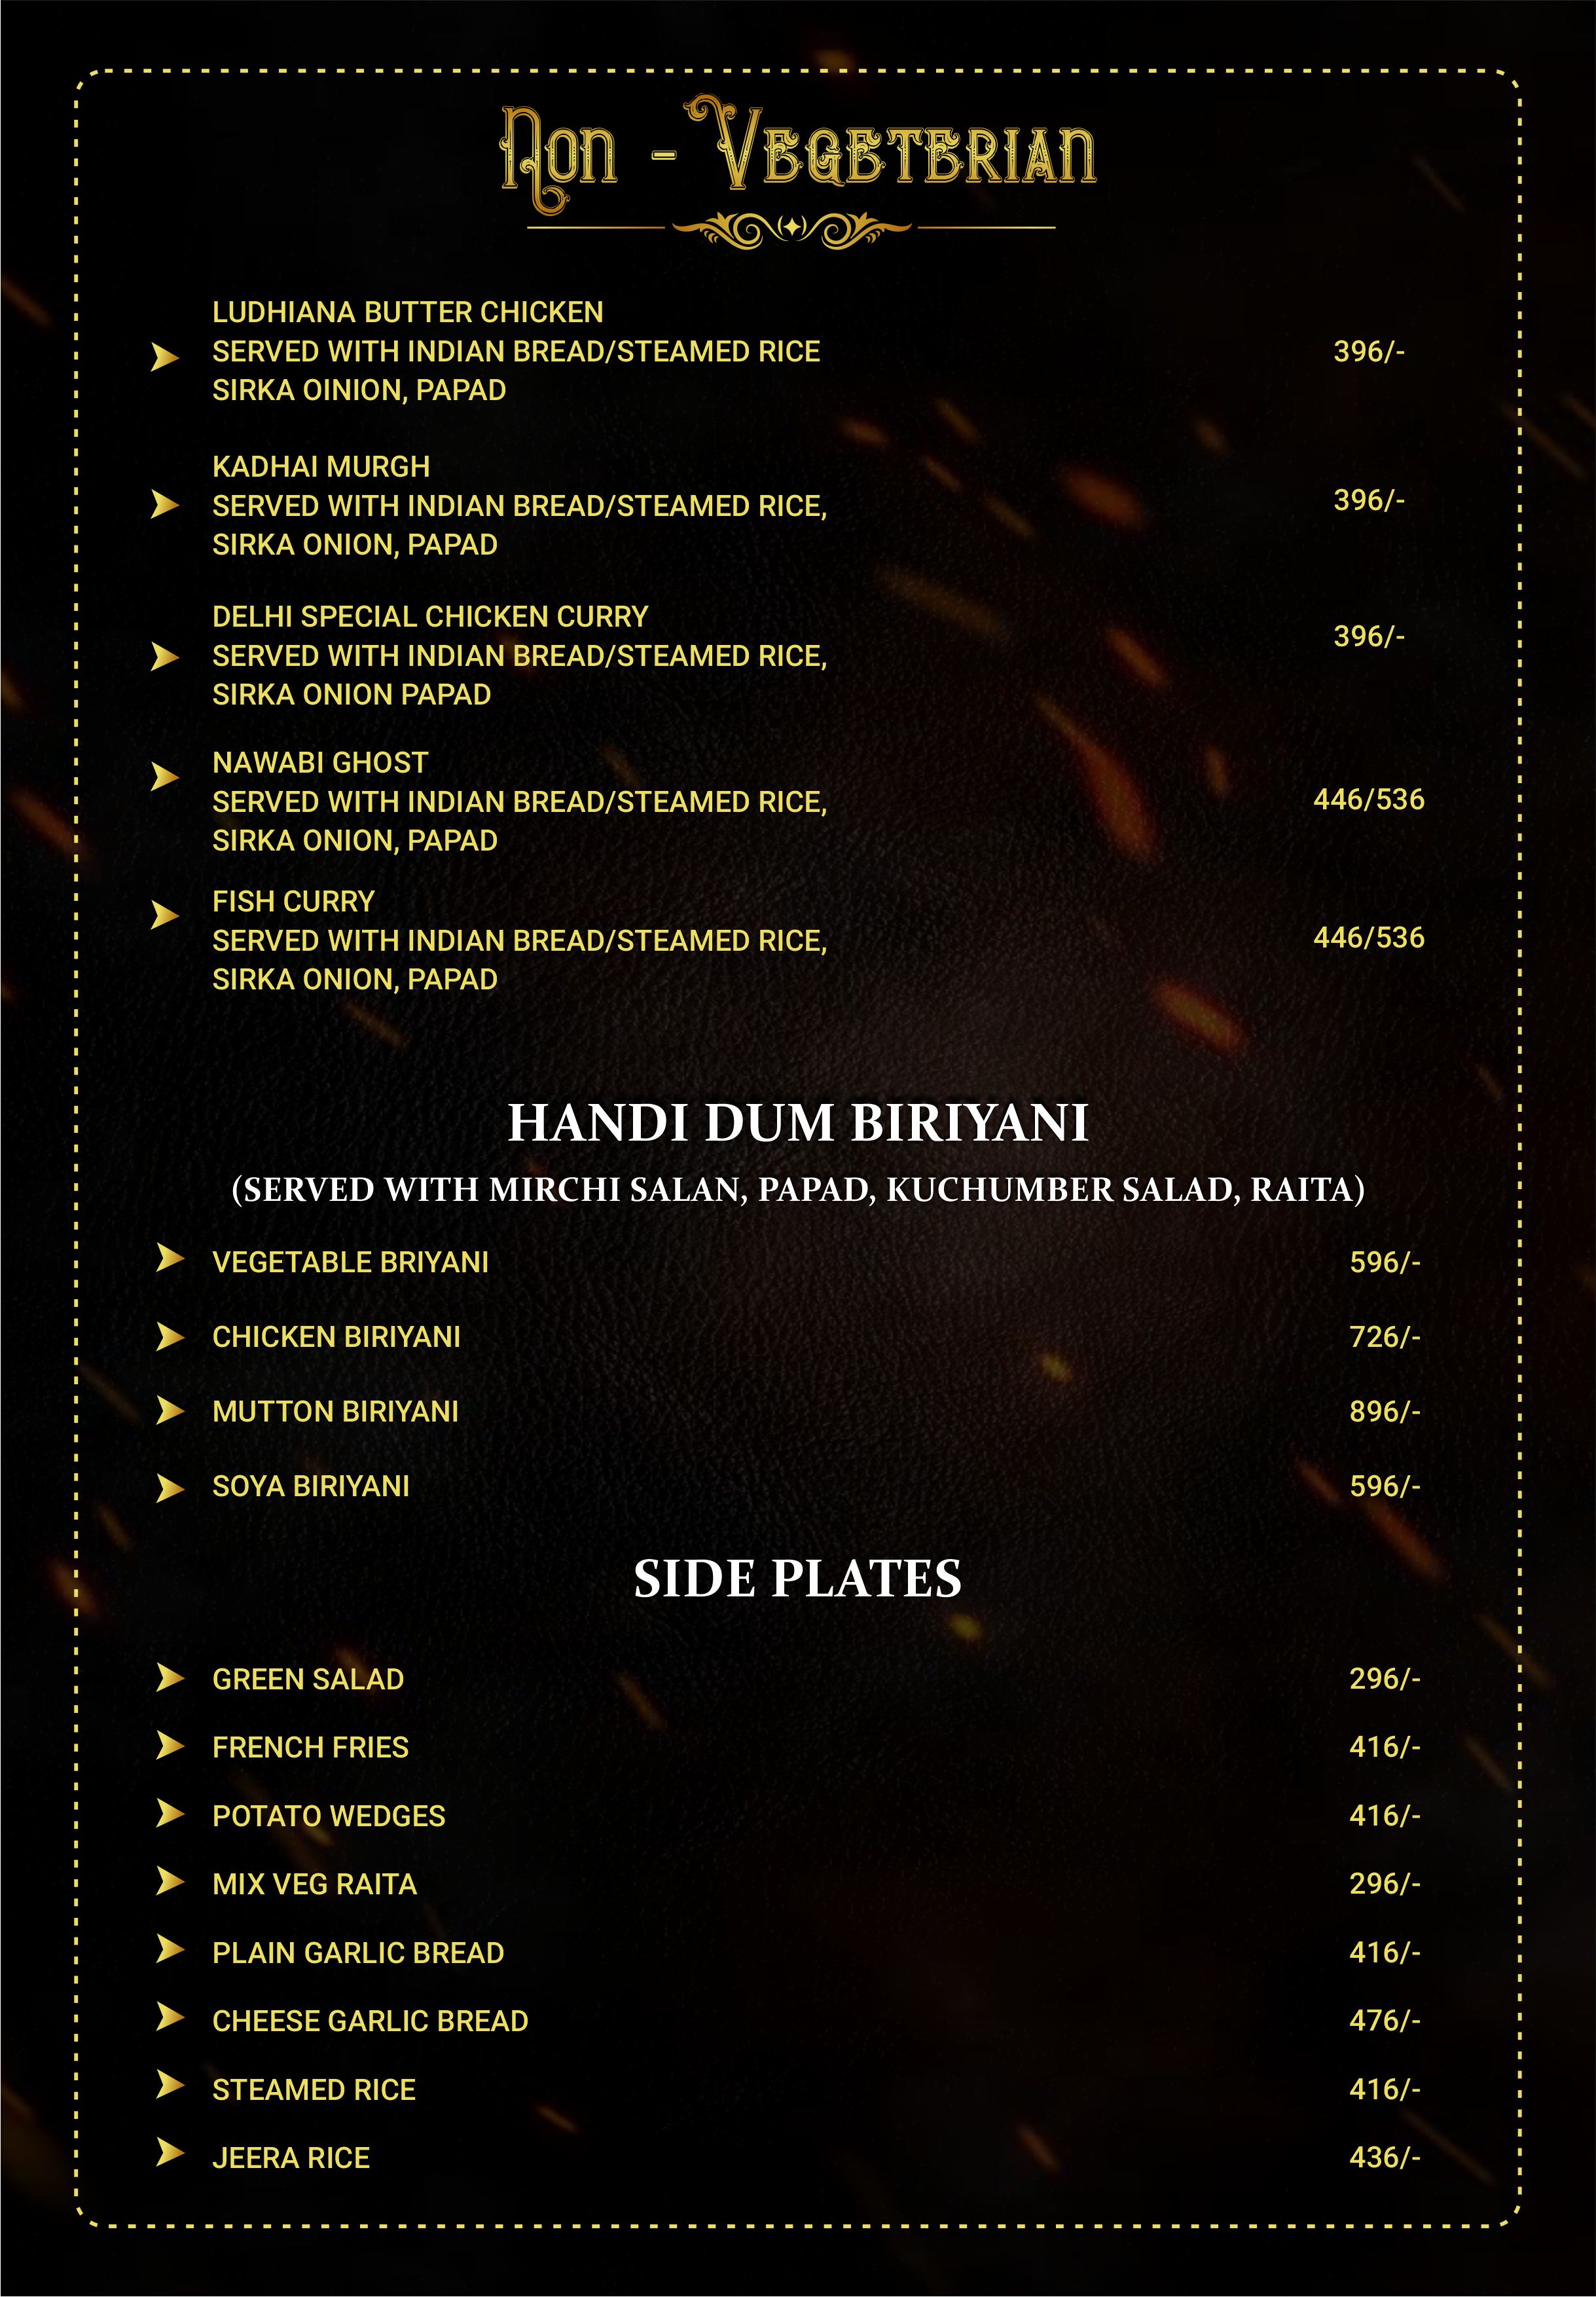 Non - Vegeterian
LUDHIANA BUTTER CHICKEN
SERVED WITH INDIAN BREAD/STEAMED RICE
SIRKA OINION, PAPAD
396/-
KADHAI MURGH
SERVED WITH INDIAN BREAD/STEAMED RICE,
SIRKA ONION, PAPAD
396/-
DELHI SPECIAL CHICKEN CURRY
SERVED WITH INDIAN BREAD/STEAMED RICE,
SIRKA ONION PAPAD
396/-
NAWABI GHOST
SERVED WITH INDIAN BREAD/STEAMED RICE,
SIRKA ONION, PAPAD
446/536
FISH CURRY
SERVED WITH INDIAN BREAD/STEAMED RICE,
SIRKA ONION, PAPAD
446/536
HANDI DUM BIRIYANI
(SERVED WITH MIRCHI SALAN, PAPAD, KUCHUMBER SALAD, RAITA)
VEGETABLE BRIYANI 596/-
CHICKEN BIRIYANI 726/-
MUTTON BIRIYANI 896/-
SOYA BIRIYANI 596/-
SIDE PLATES
GREEN SALAD 296/-
FRENCH FRIES 416/-
POTATO WEDGES 416/-
MIX VEG RAITA 296/-
PLAIN GARLIC BREAD 416/-
CHEESE GARLIC BREAD 476/-
STEAMED RICE 416/-
JEERA RICE 436/-